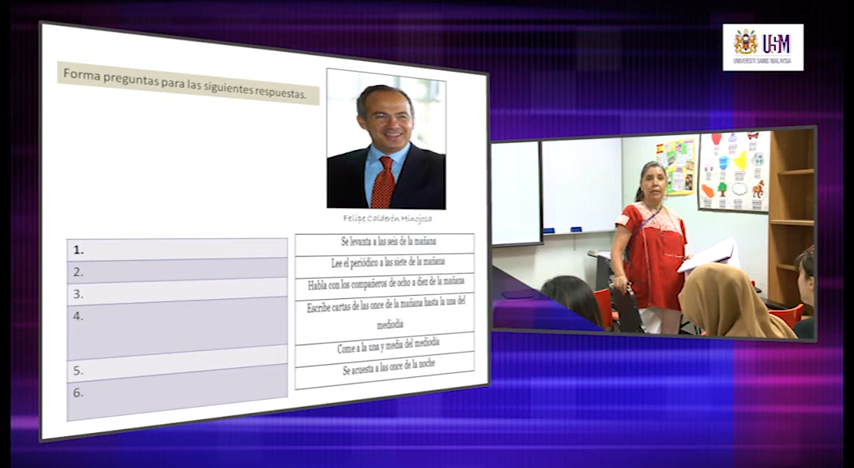 USM
UNIVERSITI SAINS MALAYSIA
Forma preguntas para las siguientes respuestas.
Felipe Calderón Hinojosa
1.
2.
3.
4.
5.
6.
Se levanta a las seis de la mañana
Lee el periódico a las siete de la mañana
Habla con los compañeros de ocho a diez de la mañana
Escribe cartas de las once de la mañana hasta la una del
mediodía
Come a la una y media del mediodía
Se acuesta a las once de la noche